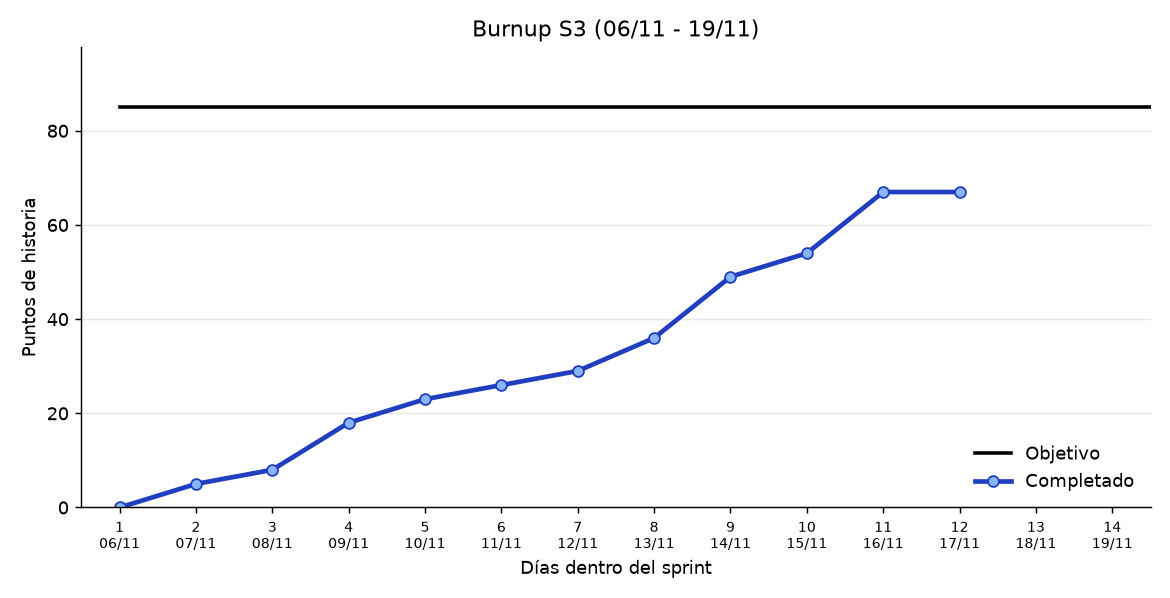 Burnup S3 (06/11 - 19/11)
Puntos de historia
80
60
40
20
0
Objetivo
Completado
1 2 3 4 5 6 7 8 9 10 11 12 13 14
06/11 07/11 08/11 09/11 10/11 11/11 12/11 13/11 14/11 15/11 16/11 17/11 18/11 19/11
Días dentro del sprint